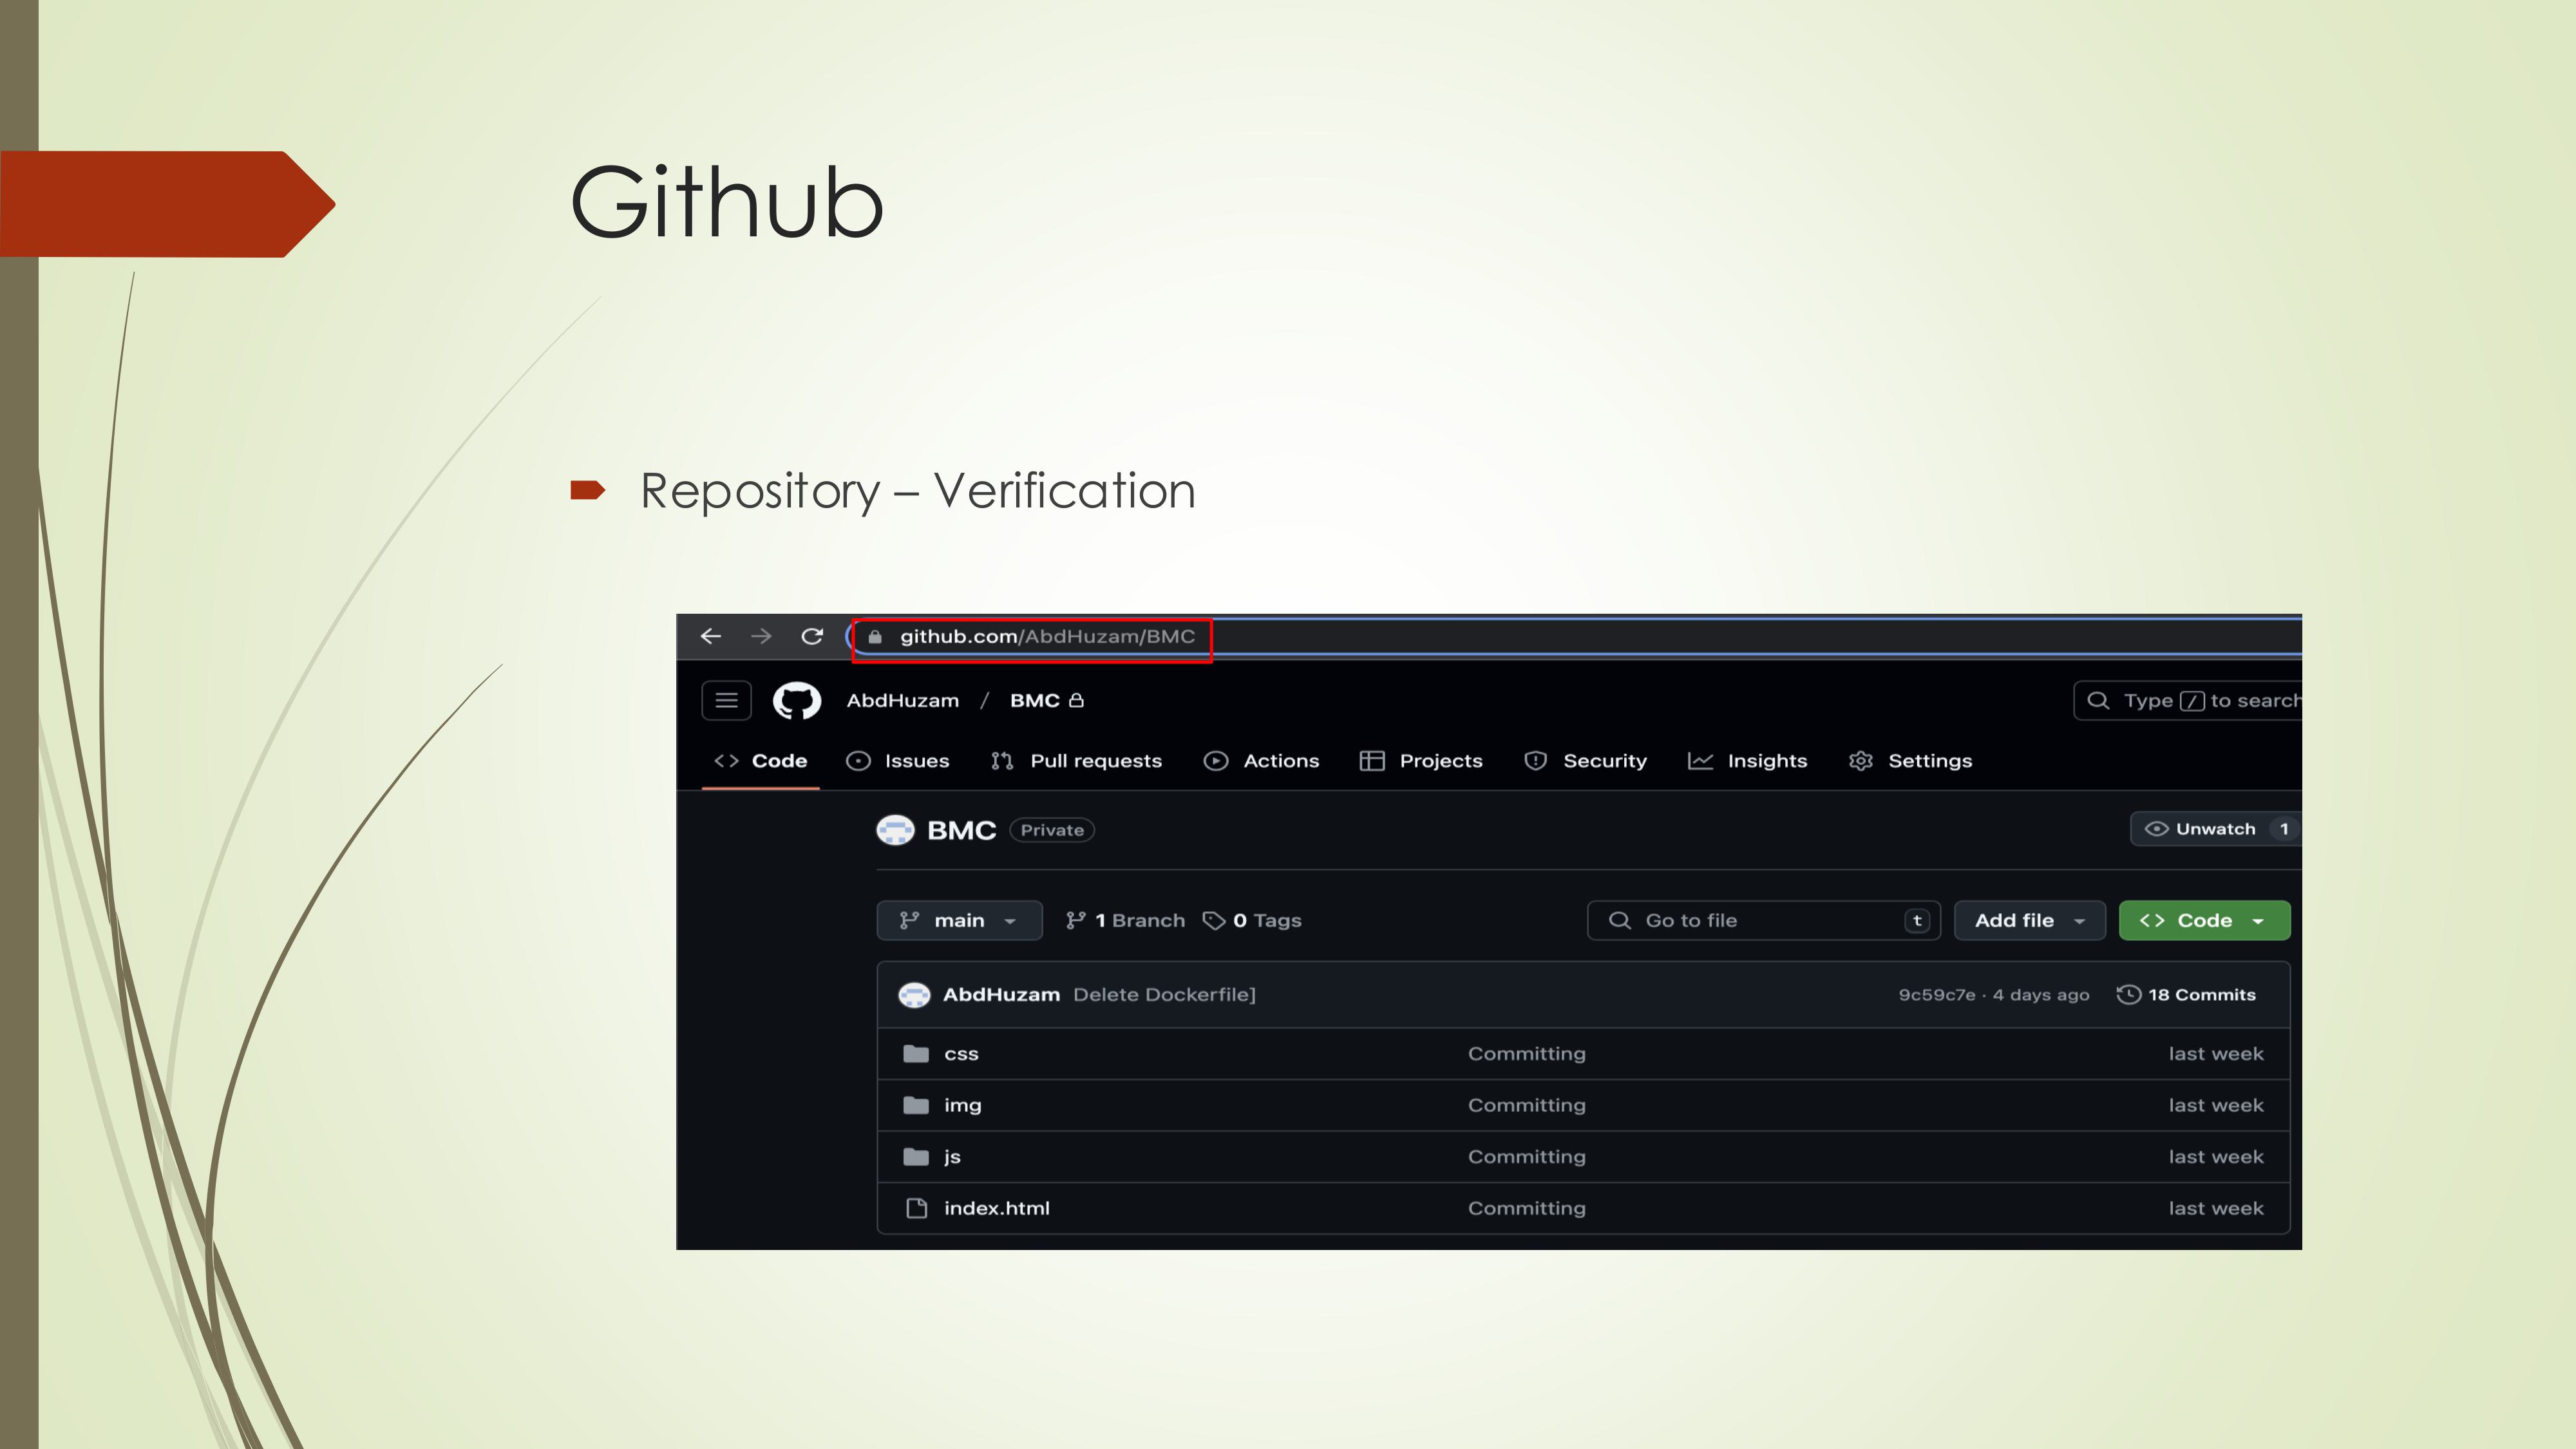 Github
Repository – Verification
github.com/AbdHuzam/BMC
AbdHuzam / BMC
Type / to search
Code Issues Pull requests Actions Projects Security Insights Settings
BMC Private
Unwatch 1
main 1 Branch 0 Tags Go to file t Add file Code
AbdHuzam Delete Dockerfile] 9c59c7e · 4 days ago 18 Commits
css Committing last week
img Committing last week
js Committing last week
index.html Committing last week